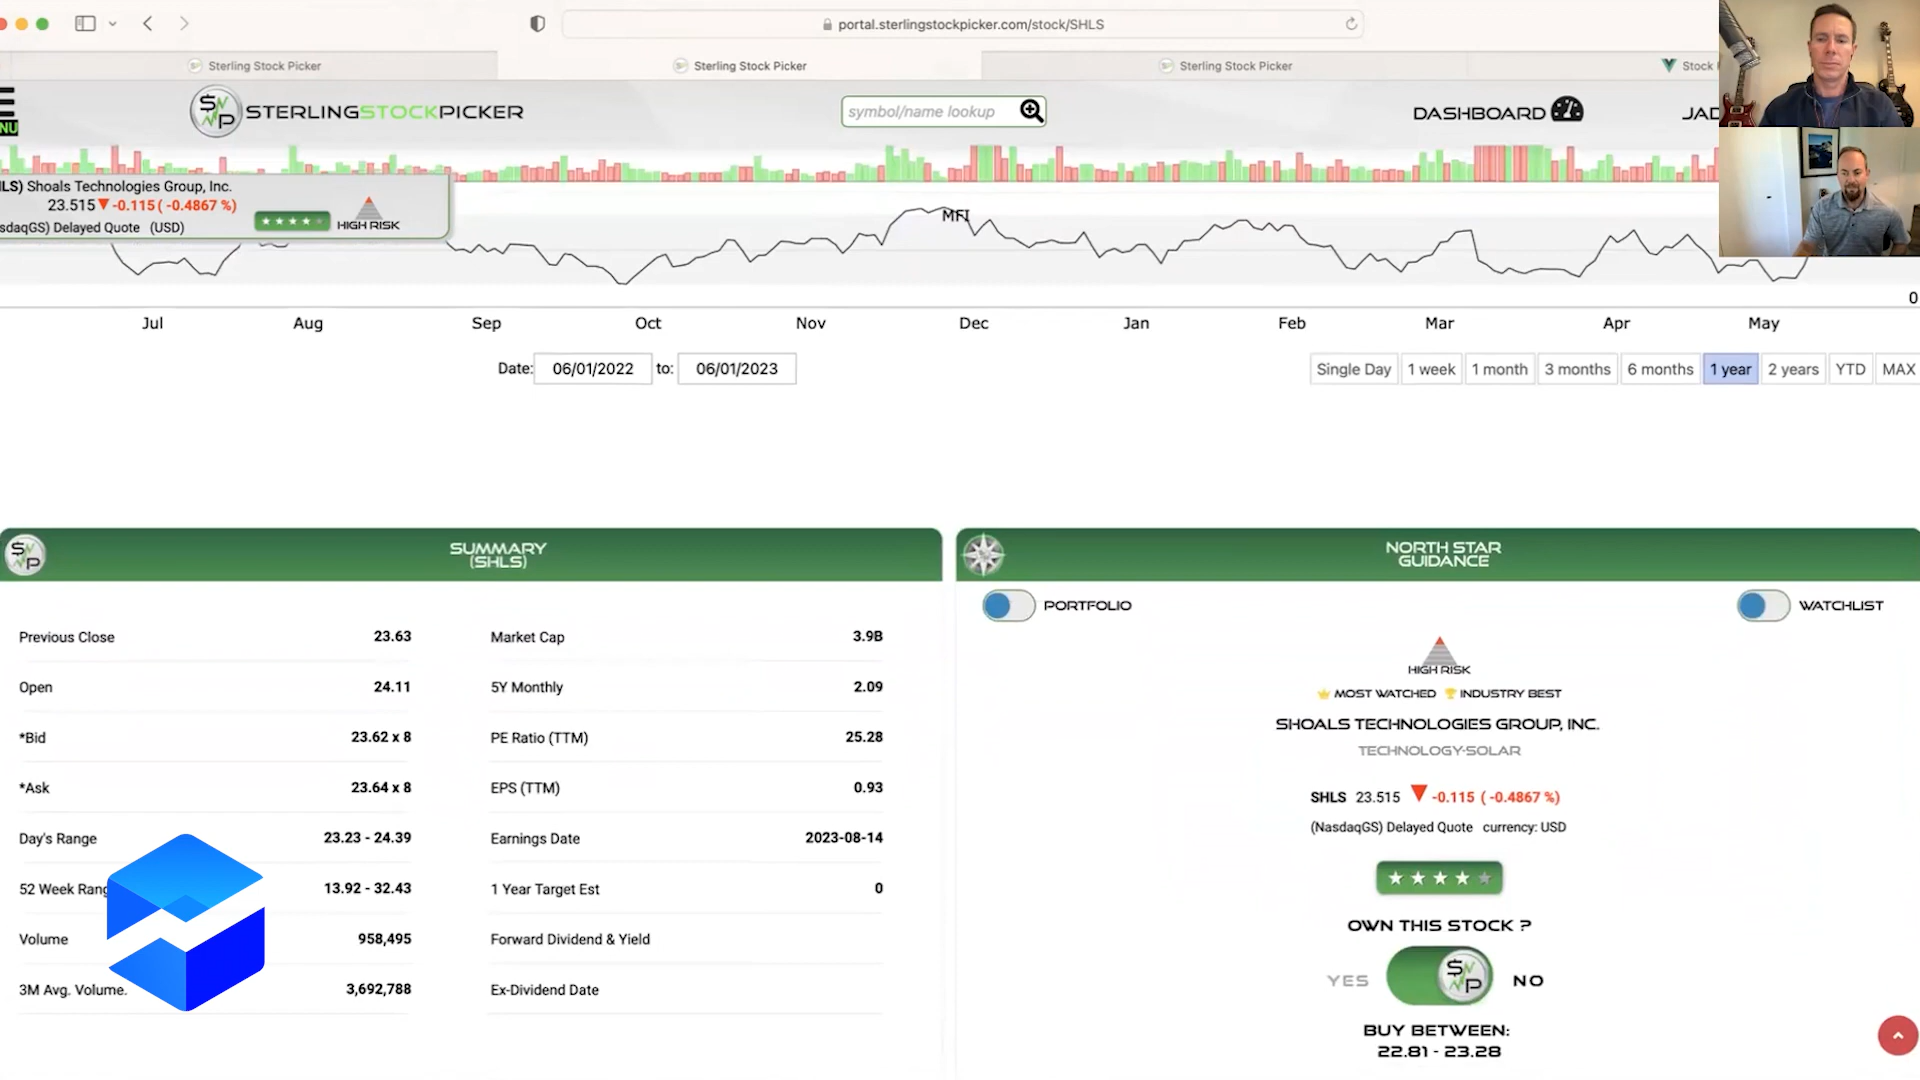 portal.sterlingstockpicker.com/stock/SHLS
Sterling Stock Picker
Sterling Stock Picker
Sterling Stock Picker
Stock
NU
STERLINGSTOCKPICKER
symbol/name lookup
DASHBOARD
JAD
LS) Shoals Technologies Group, Inc.
23.515 ▼ -0.115 ( -0.4867 %)
sdaqGS) Delayed Quote (USD)
HIGH RISK
MFI
0
Jul Aug Sep Oct Nov Dec Jan Feb Mar Apr May
Date: 06/01/2022 to: 06/01/2023
Single Day 1 week 1 month 3 months 6 months 1 year 2 years YTD MAX
SUMMARY
(SHLS)
Previous Close 23.63
Open 24.11
*Bid 23.62 x 8
*Ask 23.64 x 8
Day's Range 23.23 - 24.39
52 Week Rang 13.92 - 32.43
Volume 958,495
3M Avg. Volume. 3,692,788
Market Cap 3.9B
5Y Monthly 2.09
PE Ratio (TTM) 25.28
EPS (TTM) 0.93
Earnings Date 2023-08-14
1 Year Target Est 0
Forward Dividend & Yield
Ex-Dividend Date
NORTH STAR
GUIDANCE
PORTFOLIO
WATCHLIST
HIGH RISK
MOST WATCHED INDUSTRY BEST
SHOALS TECHNOLOGIES GROUP, INC.
TECHNOLOGY-SOLAR
SHLS 23.515 ▼ -0.115 ( -0.4867 %)
(NasdaqGS) Delayed Quote currency: USD
OWN THIS STOCK ?
YES NO
BUY BETWEEN:
22.81 - 23.28